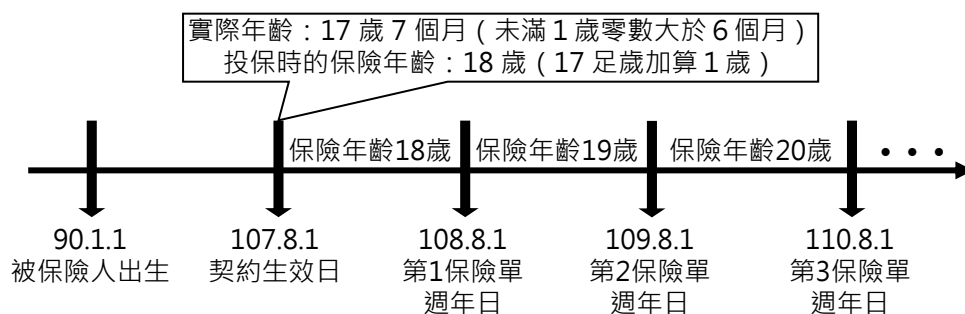 實際年齡：17 歲 7 個月（未滿 1 歲零數大於 6 個月）
投保時的保險年齡：18 歲（17 足歲加算 1 歲）
保險年齡18歲
保險年齡19歲
保險年齡20歲
• • •
90.1.1
被保險人出生
107.8.1
契約生效日
108.8.1
第1保險單
週年日
109.8.1
第2保險單
週年日
110.8.1
第3保險單
週年日